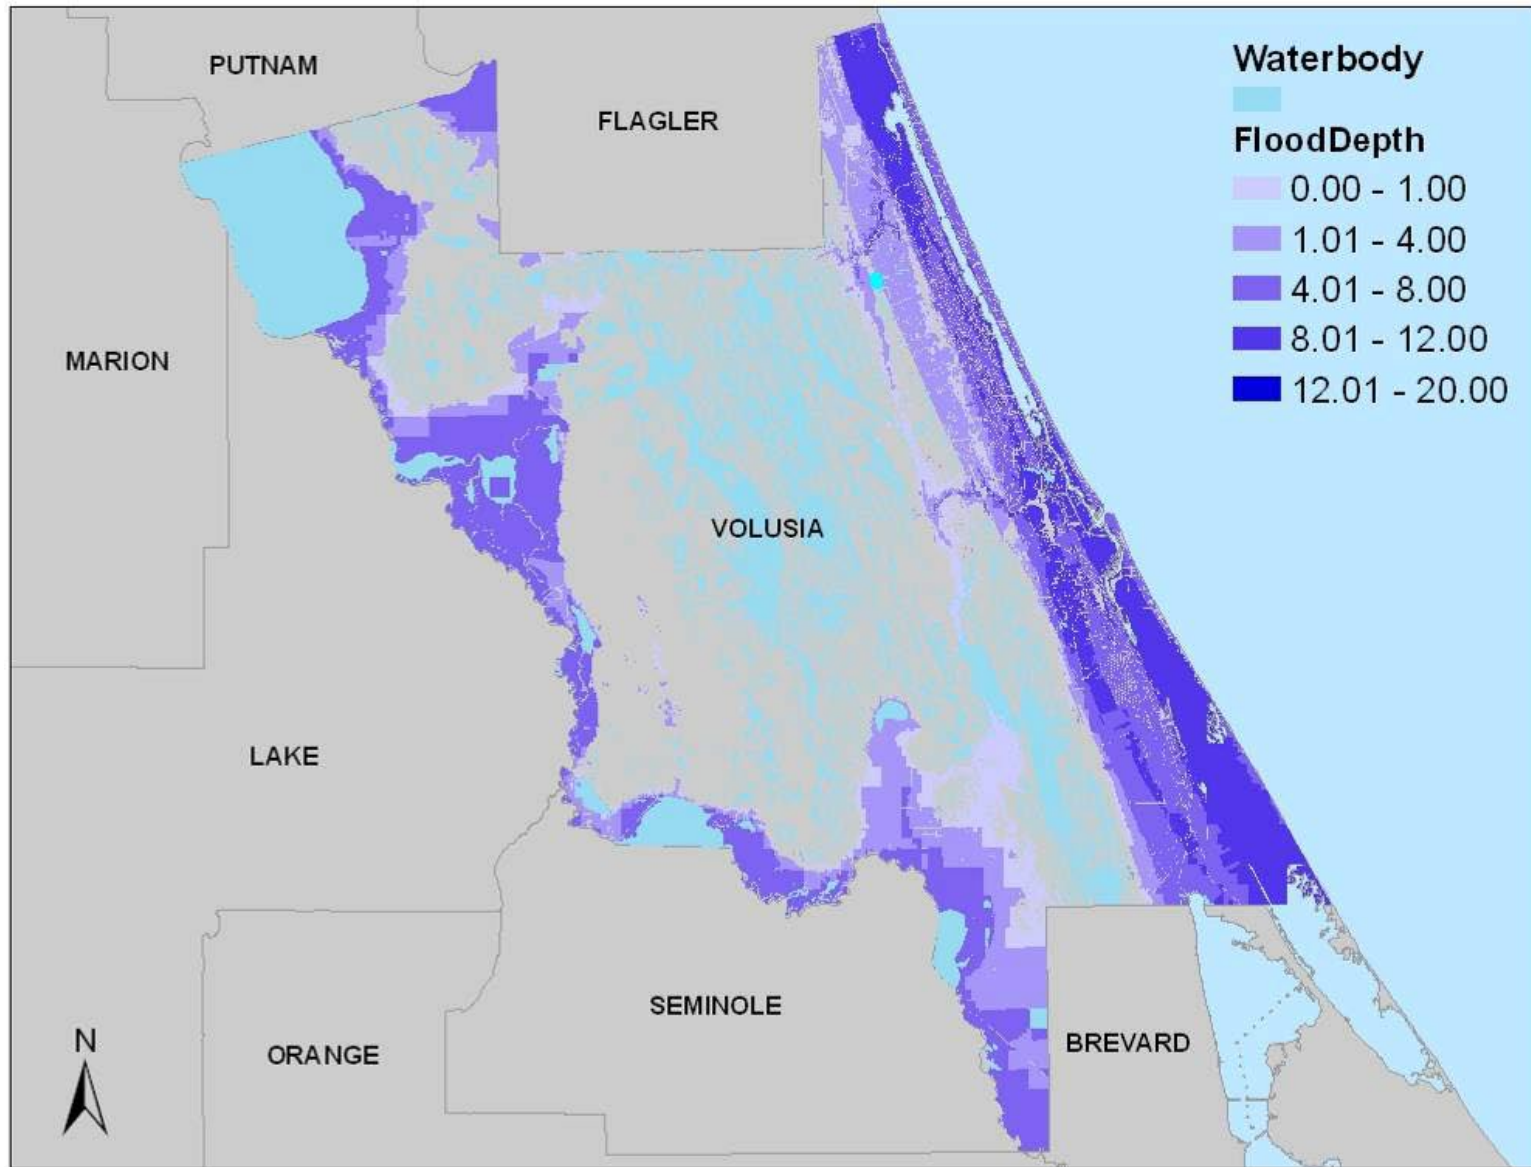 Waterbody
FloodDepth
0.00 - 1.00
1.01 - 4.00
4.01 - 8.00
8.01 - 12.00
12.01 - 20.00
PUTNAM
FLAGLER
MARION
VOLUSIA
LAKE
SEMINOLE
ORANGE
BREVARD
N